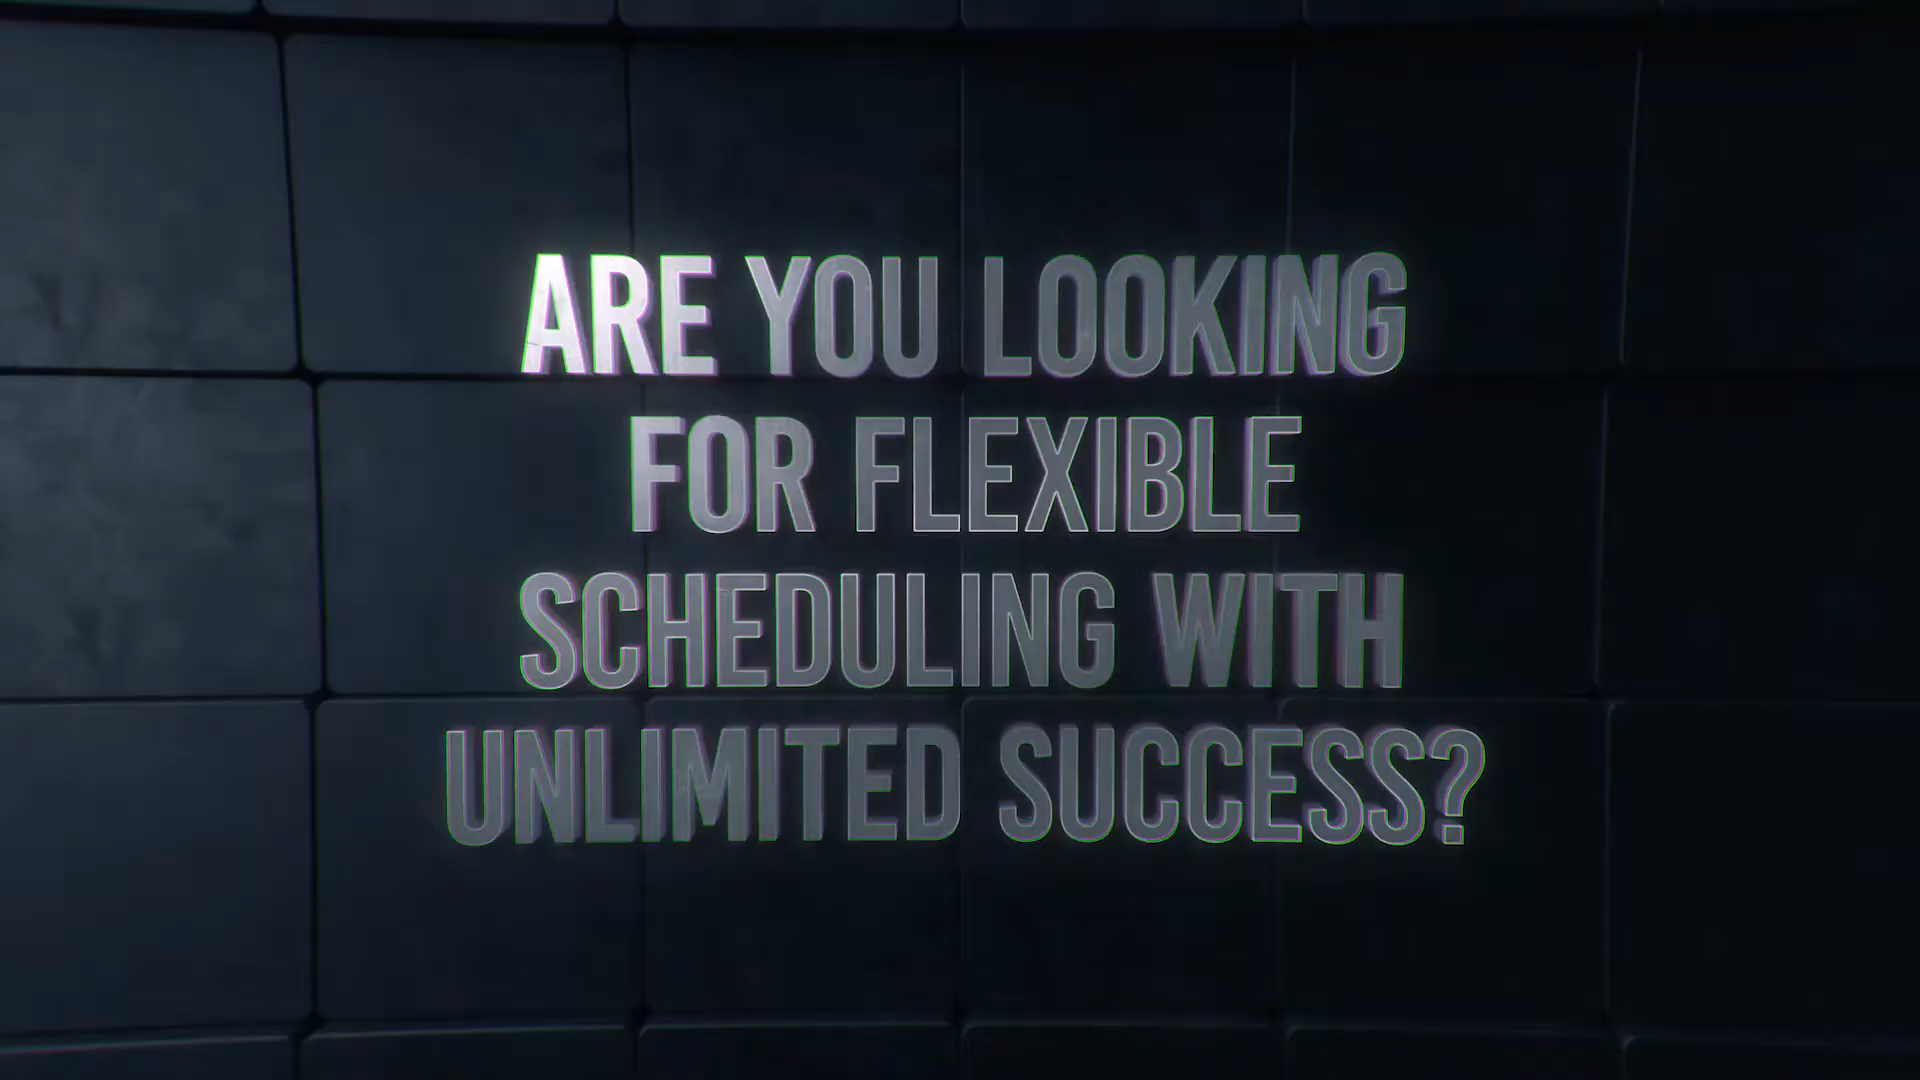 ARE YOU LOOKING
FOR FLEXIBLE
SCHEDULING WITH
UNLIMITED SUCCESS?